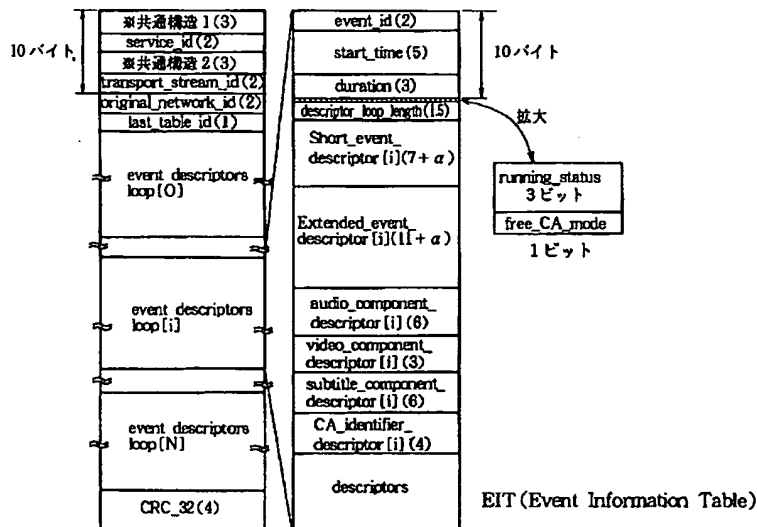 10 バイト
※共通構造 1 (3)
service_id (2)
※共通構造 2 (3)
transport_stream_id (2)
original_network_id (2)
last_table_id (1)
event descriptors
loop[0]
event descriptors
loop[i]
event descriptors
loop[N]
CRC_32 (4)
event_id (2)
start_time (5)
duration (3)
descriptor_loop_length (1.5)
Short_event_
descriptor [i] (7+α)
Extended_event_
descriptor [i] (11+α)
audio_component_
descriptor [i] (6)
video_component_
descriptor [i] (3)
subtitle_component_
descriptor [i] (6)
CA_identifier_
descriptor [i] (4)
descriptors
10 バイト
拡大
running_status
3 ビット
free_CA_mode
1 ビット
EIT (Event Information Table)